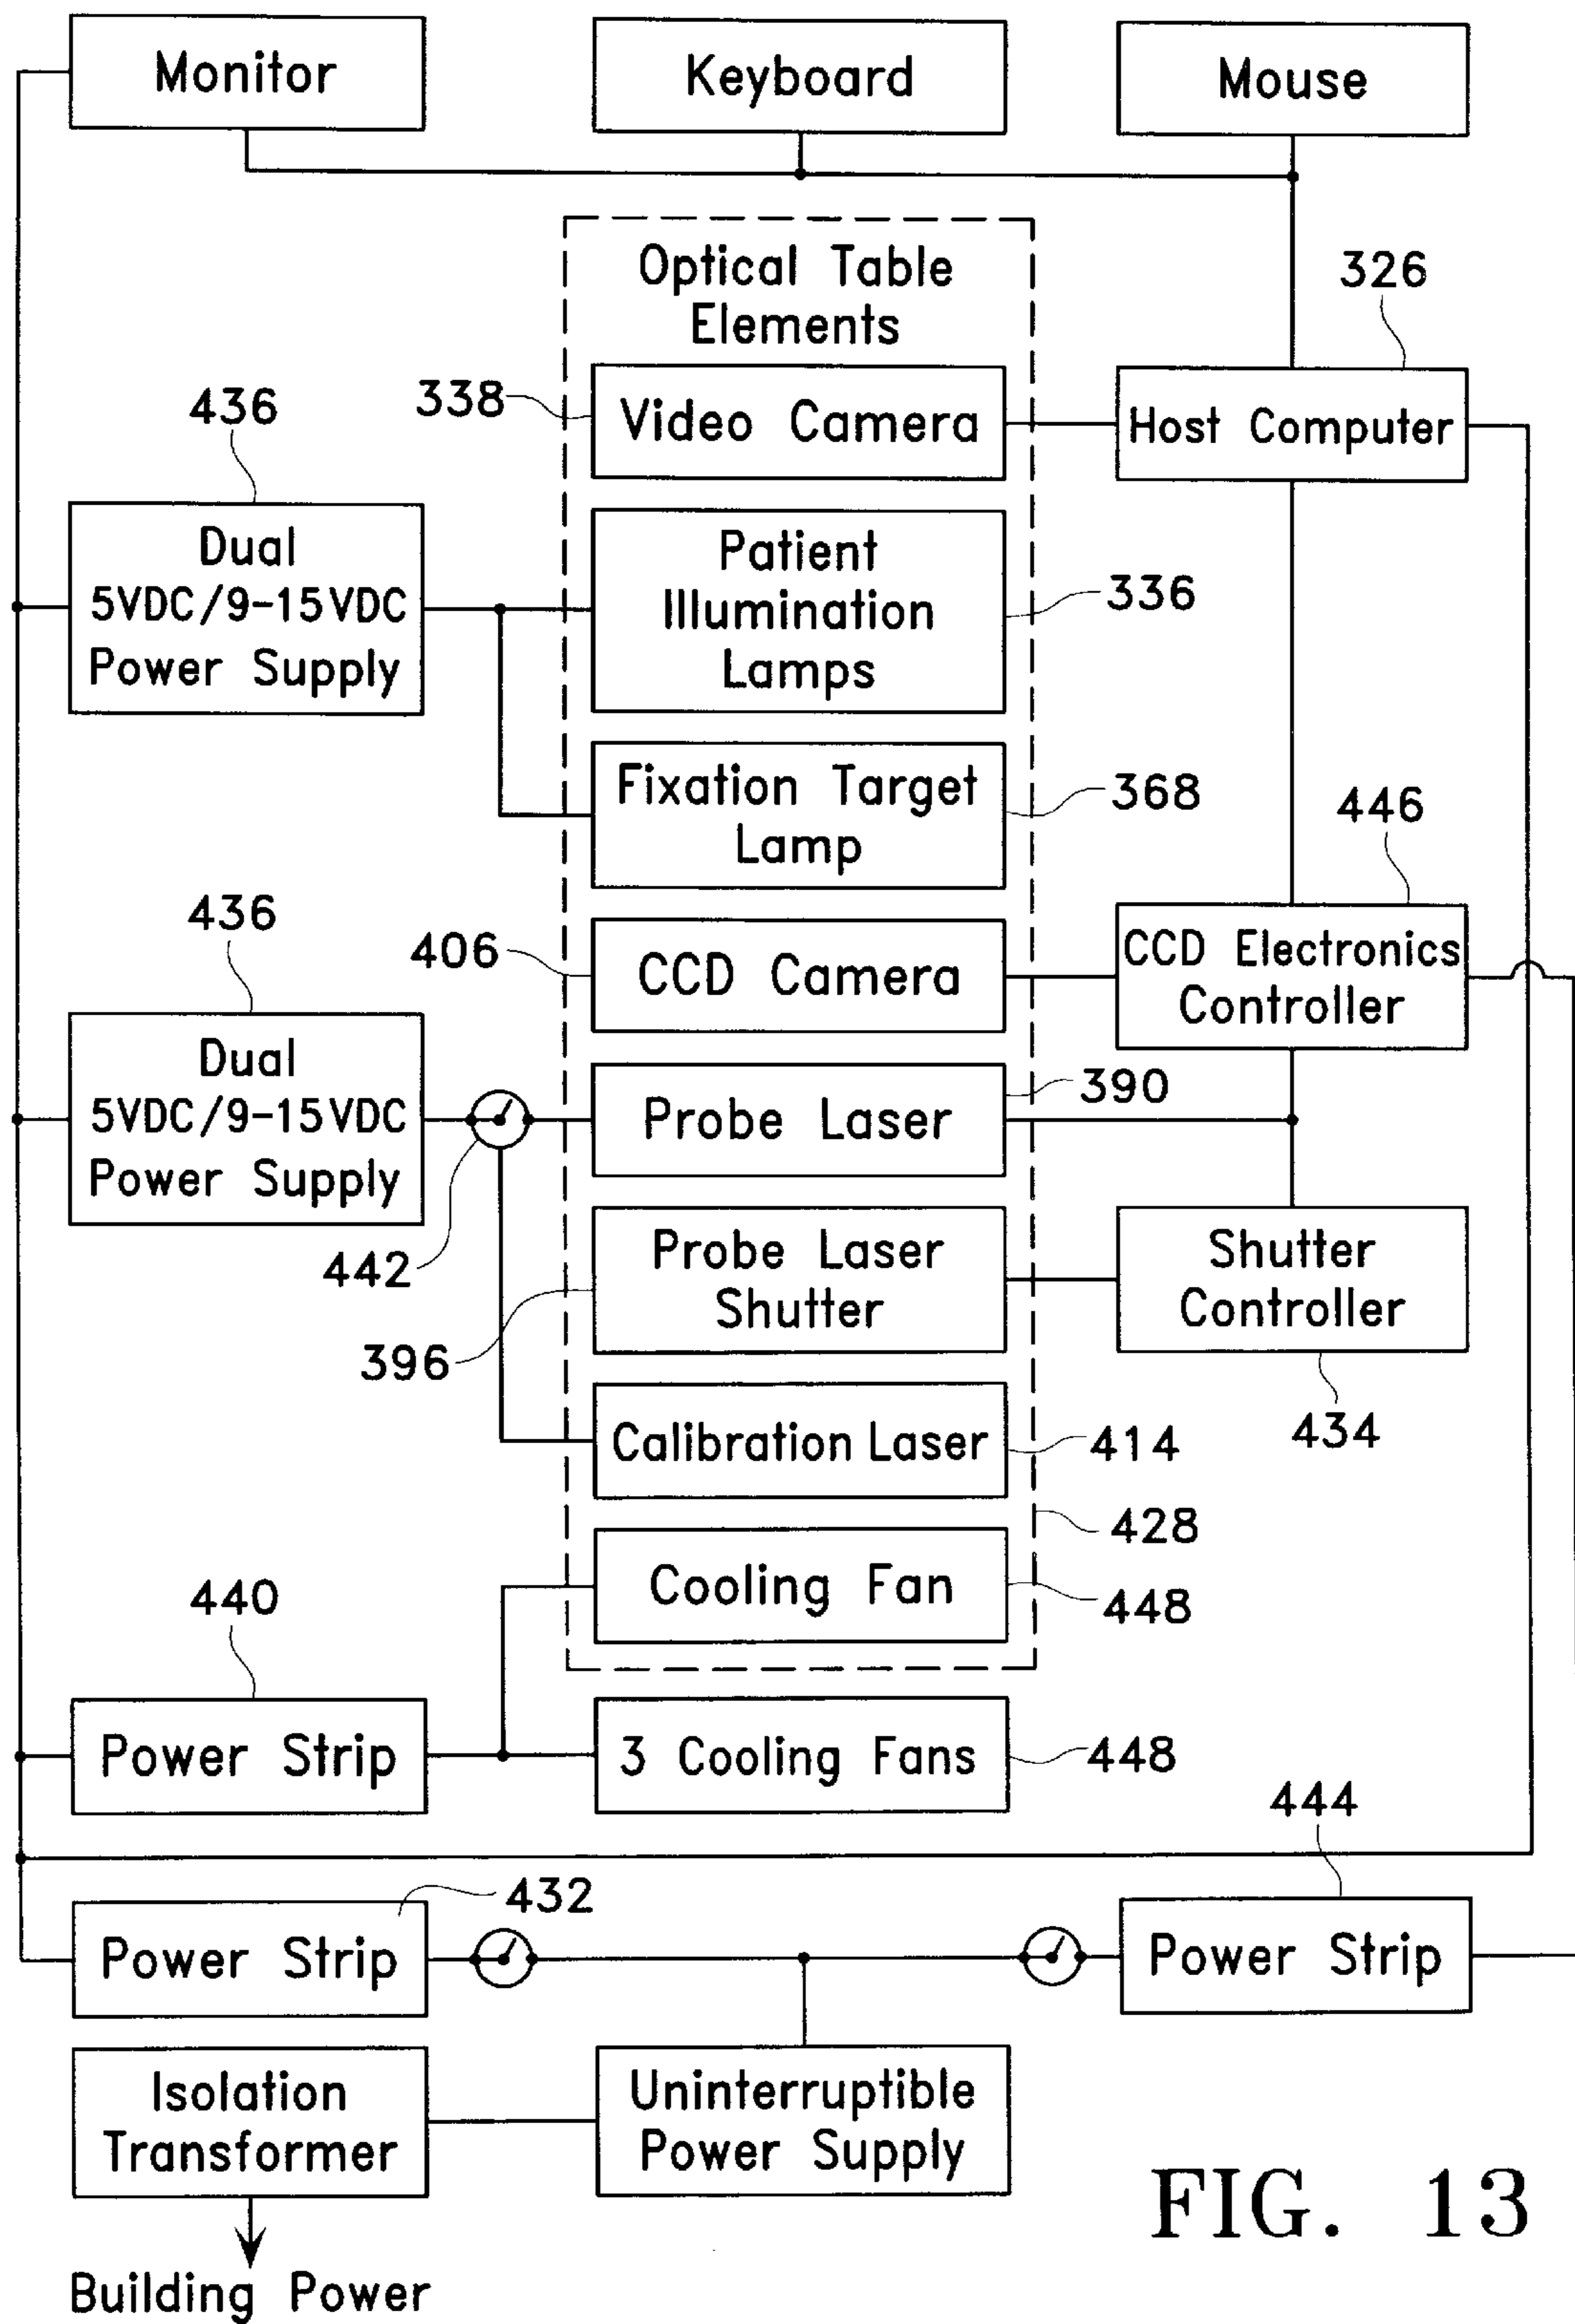 Monitor
Keyboard
Mouse
Optical Table
Elements
326
338
Video Camera
Host Computer
436
Dual
5VDC/9-15VDC
Power Supply
Patient
Illumination
Lamps
336
Fixation Target
Lamp
368
446
436
406
CCD Camera
CCD Electronics
Controller
Dual
5VDC/9-15VDC
Power Supply
390
Probe Laser
442
Probe Laser
Shutter
396
Shutter
Controller
434
Calibration Laser
414
428
Cooling Fan
448
440
Power Strip
3 Cooling Fans
448
444
432
Power Strip
Power Strip
Isolation
Transformer
Uninterruptible
Power Supply
Building Power
FIG. 13